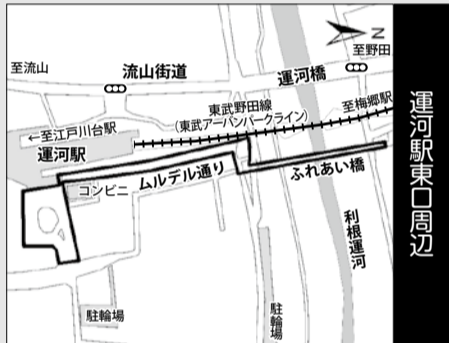 運河駅東口周辺
N
至流山
流山街道
運河橋
至野田
東武野田線
(東武アーバンパークライン)
至梅郷駅
←至江戸川台駅
運河駅
コンビニ
ムルデル通り
ふれあい橋
利根運河
駐輪場
駐輪場